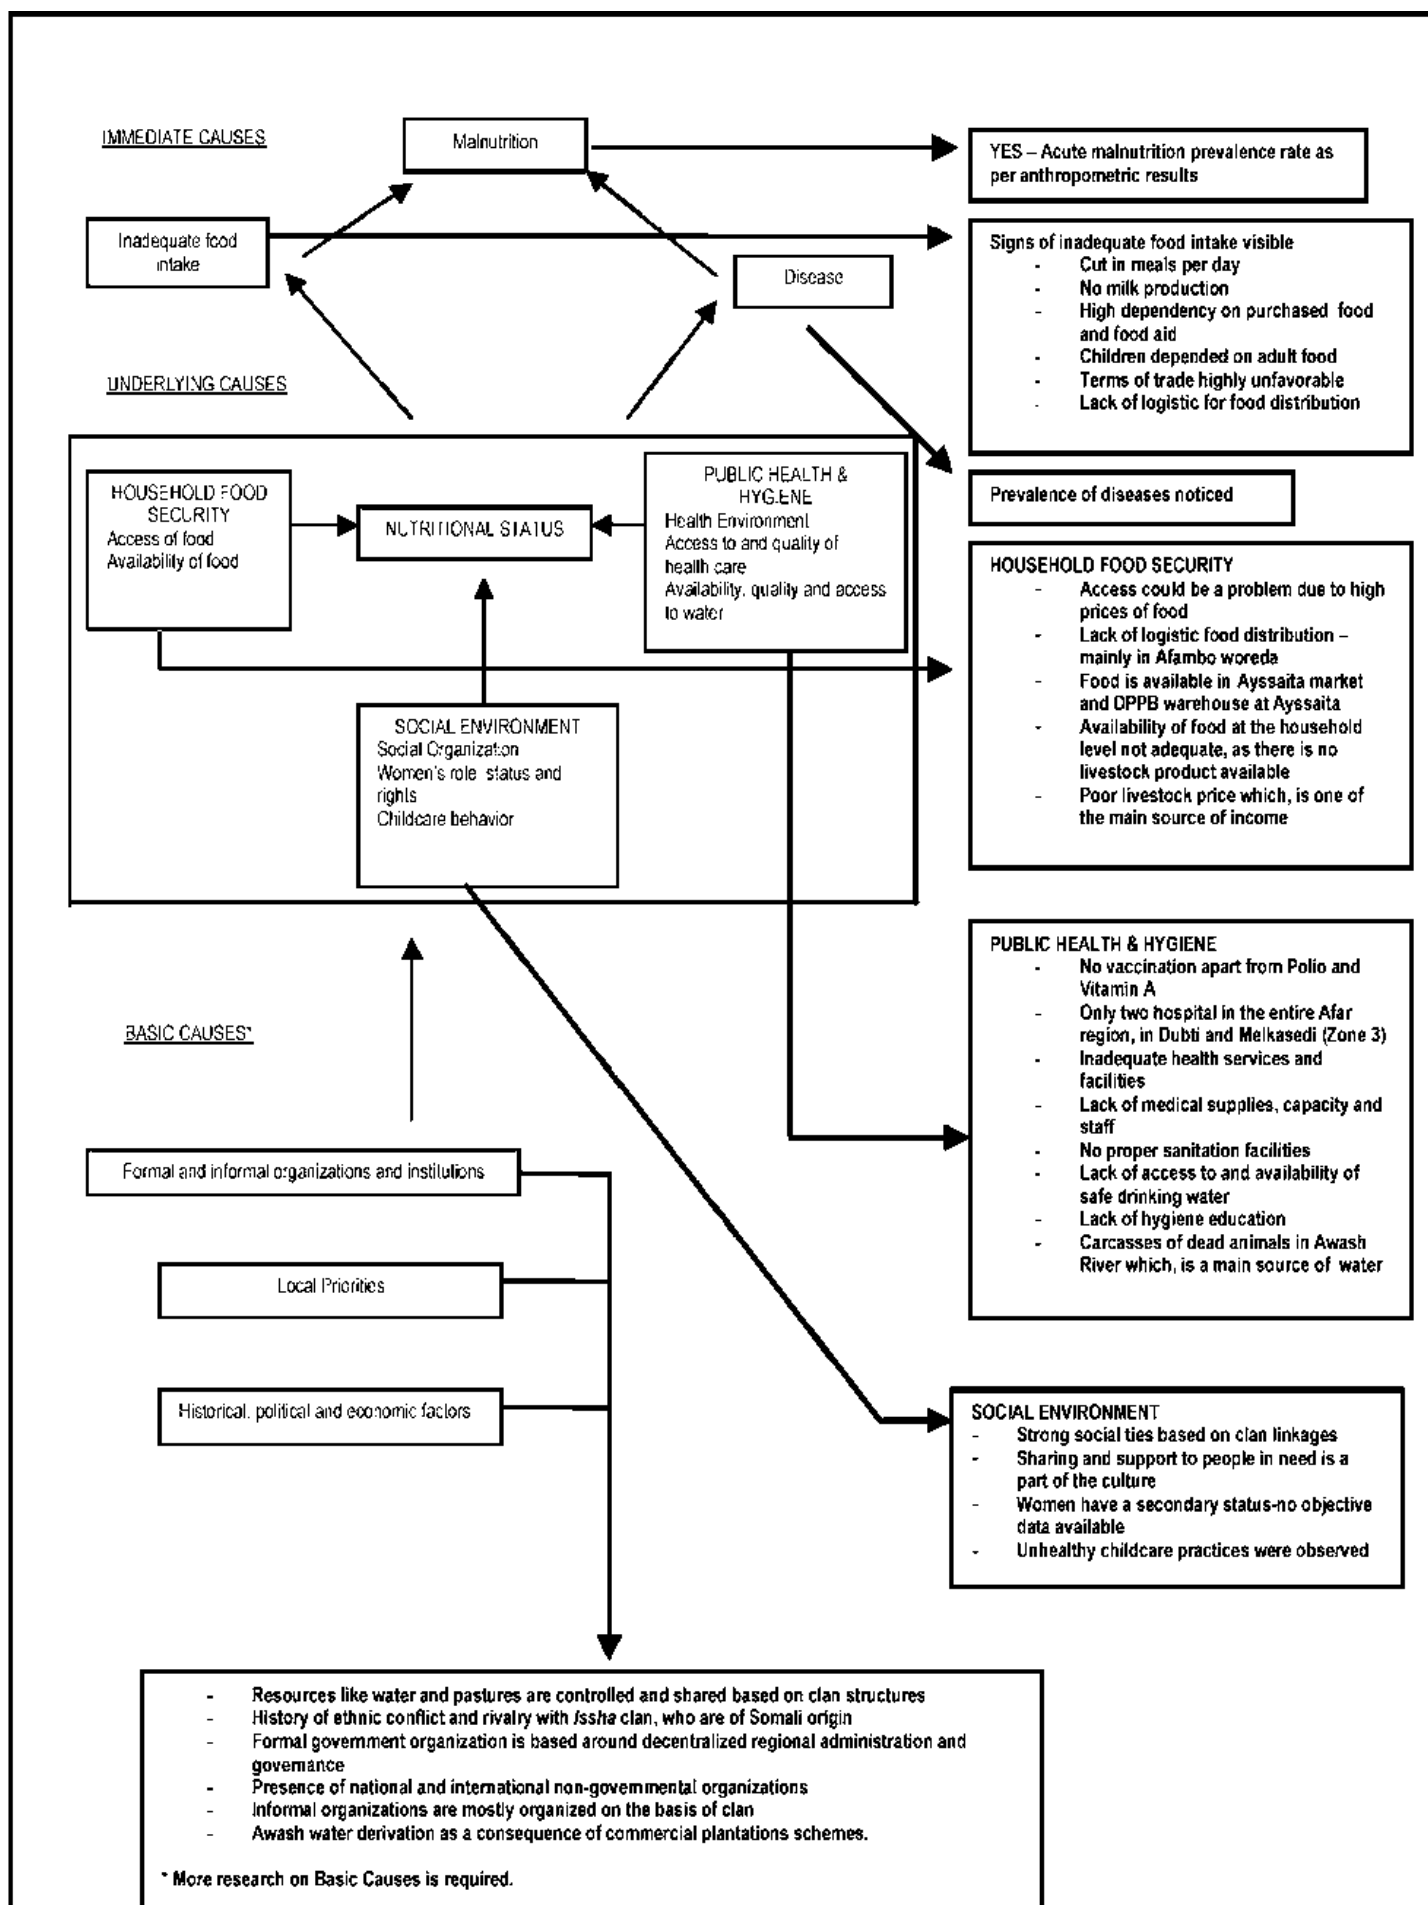 IMMEDIATE CAUSES
Malnutrition
YES – Acute malnutrition prevalence rate as
per anthropometric results
Inadequate food
intake
Disease
Signs of inadequate food intake visible
- Cut in meals per day
- No milk production
- High dependency on purchased food
and food aid
- Children depended on adult food
- Terms of trade highly unfavorable
- Lack of logistic for food distribution
UNDERLYING CAUSES
HOUSEHOLD FOOD
SECURITY
Access of food
Availability of food
NUTRITIONAL STATUS
PUBLIC HEALTH &
HYGIENE
Health Environment
Access to and quality of
health care
Availability, quality and access
to water
Prevalence of diseases noticed
SOCIAL ENVIRONMENT
Social Organization
Women's role, status and
rights
Childcare behavior
HOUSEHOLD FOOD SECURITY
- Access could be a problem due to high
prices of food
- Lack of logistic food distribution –
mainly in Afambo woreda
- Food is available in Ayssaita market
and DPPB warehouse at Ayssaita
- Availability of food at the household
level not adequate, as there is no
livestock product available
- Poor livestock price which, is one of
the main source of income
BASIC CAUSES*
PUBLIC HEALTH & HYGIENE
- No vaccination apart from Polio and
Vitamin A
- Only two hospital in the entire Afar
region, in Dubti and Melkasedi (Zone 3)
- Inadequate health services and
facilities
- Lack of medical supplies, capacity and
staff
- No proper sanitation facilities
- Lack of access to and availability of
safe drinking water
- Lack of hygiene education
- Carcasses of dead animals in Awash
River which, is a main source of water
Formal and informal organizations and institutions
Local Priorities
Historical, political and economic factors
SOCIAL ENVIRONMENT
- Strong social ties based on clan linkages
- Sharing and support to people in need is a
part of the culture
- Women have a secondary status-no objective
data available
- Unhealthy childcare practices were observed
- Resources like water and pastures are controlled and shared based on clan structures
- History of ethnic conflict and rivalry with Issha clan, who are of Somali origin
- Formal government organization is based around decentralized regional administration and
governance
- Presence of national and international non-governmental organizations
- Informal organizations are mostly organized on the basis of clan
- Awash water derivation as a consequence of commercial plantations schemes.
* More research on Basic Causes is required.